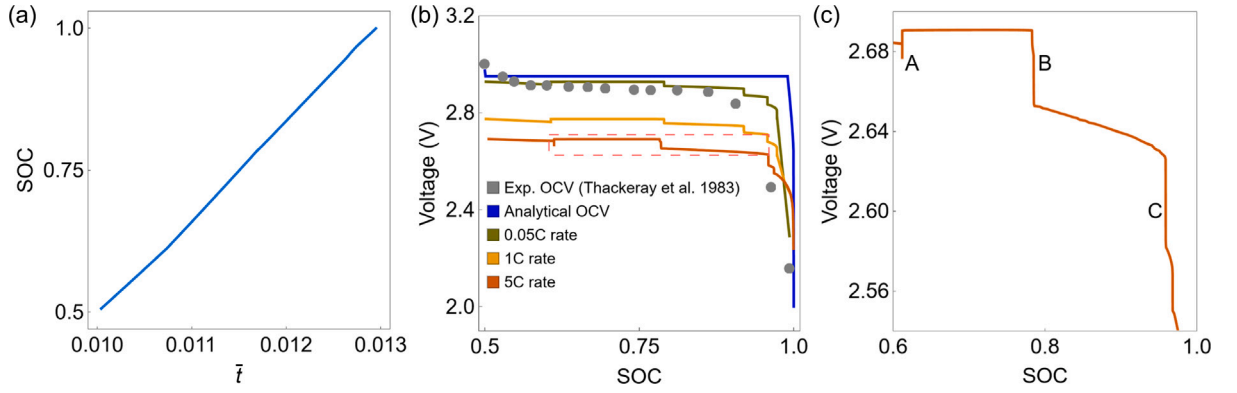 (a)
1.0
0.75
0.5
SOC
0.010
0.011
0.012
0.013
t̄
(b)
3.2
2.8
2.4
2.0
Voltage (V)
Exp. OCV (Thackeray et al. 1983)
Analytical OCV
0.05C rate
1C rate
5C rate
0.5
0.75
1.0
SOC
(c)
2.68
2.64
2.60
2.56
Voltage (V)
A
B
C
0.6
0.8
1.0
SOC